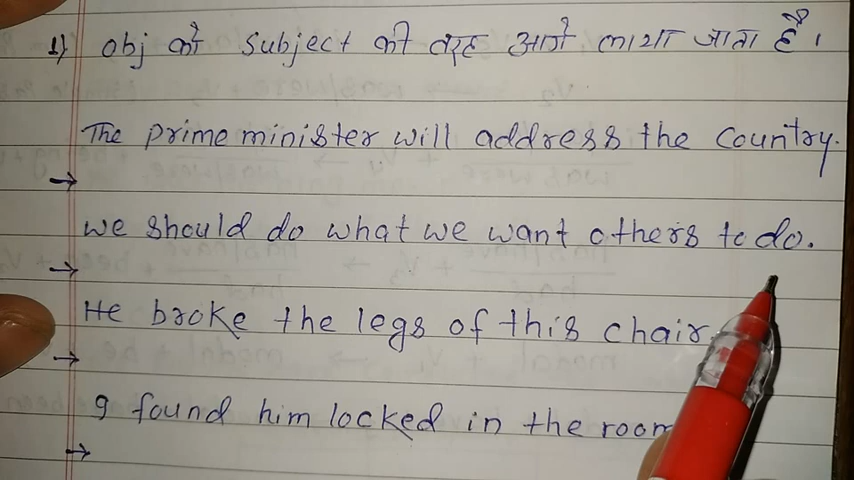 1) obj को subject की तरह आगे लाया जाता है।
The prime minister will address the country.
→
we should do what we want others to do.
→
He broke the legs of this chair.
→
I found him locked in the room
→